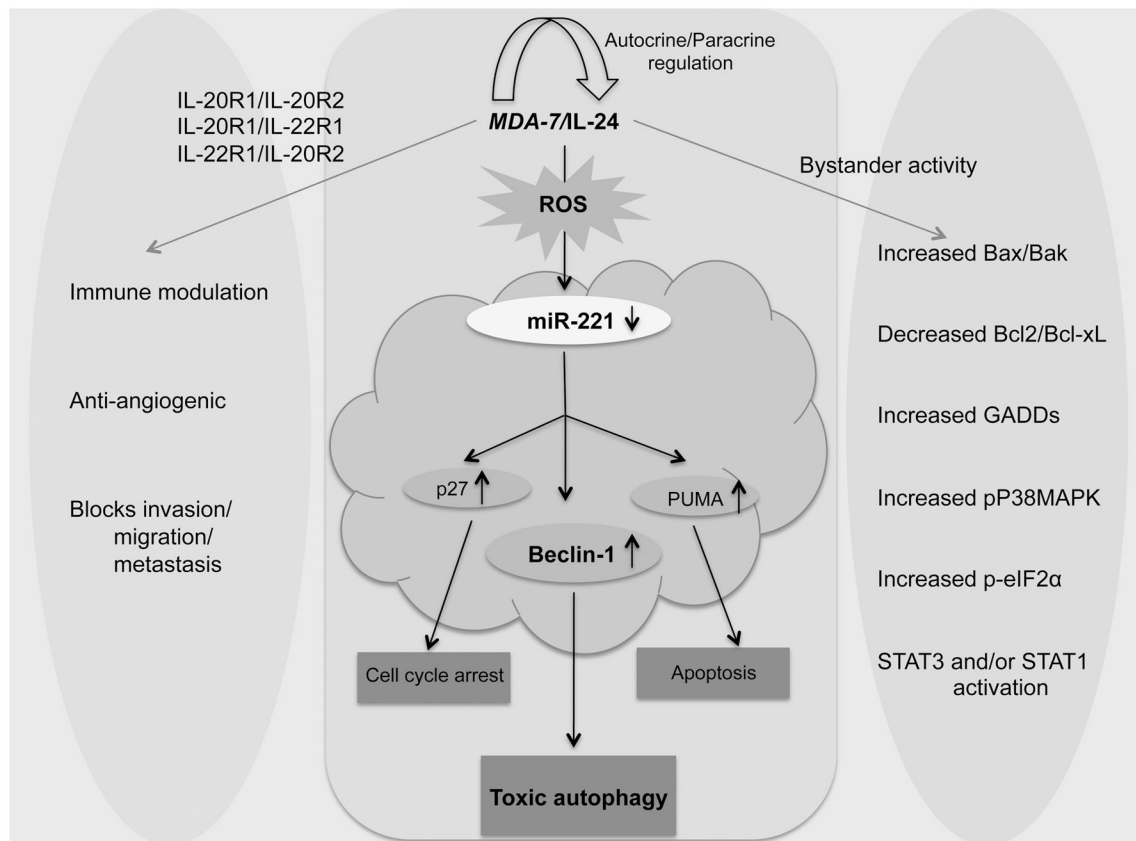 Autocrine/Paracrine
regulation
MDA-7/IL-24
IL-20R1/IL-20R2
IL-20R1/IL-22R1
IL-22R1/IL-20R2
Bystander activity
ROS
miR-221
Immune modulation
Anti-angiogenic
Blocks invasion/
migration/
metastasis
p27
Beclin-1
PUMA
Cell cycle arrest
Apoptosis
Toxic autophagy
Increased Bax/Bak
Decreased Bcl2/Bcl-xL
Increased GADDs
Increased pP38MAPK
Increased p-eIF2α
STAT3 and/or STAT1
activation